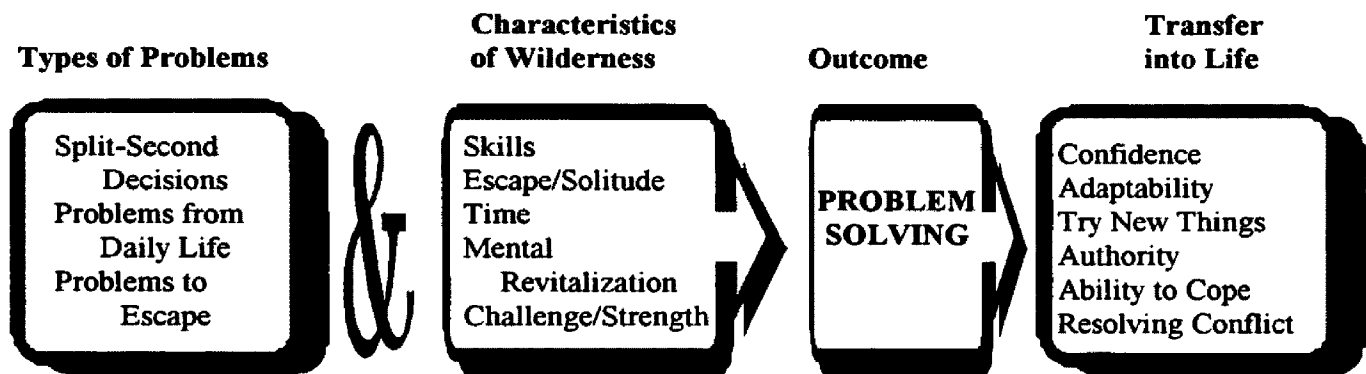 Types of Problems
Characteristics
of Wilderness
Outcome
Transfer
into Life
Split-Second
Decisions
Problems from
Daily Life
Problems to
Escape
&
Skills
Escape/Solitude
Time
Mental
Revitalization
Challenge/Strength
PROBLEM
SOLVING
Confidence
Adaptability
Try New Things
Authority
Ability to Cope
Resolving Conflict